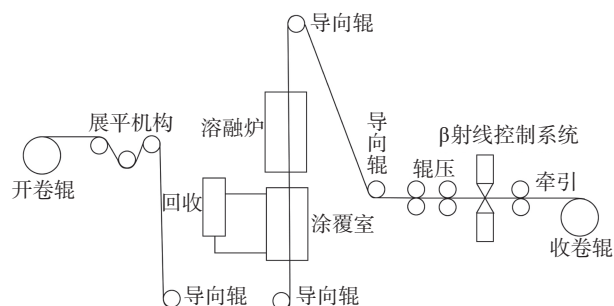 导向辊
展平机构
开卷辊
溶融炉
回收
涂覆室
导向辊
导向辊
导向辊
辊压
β射线控制系统
牵引
收卷辊